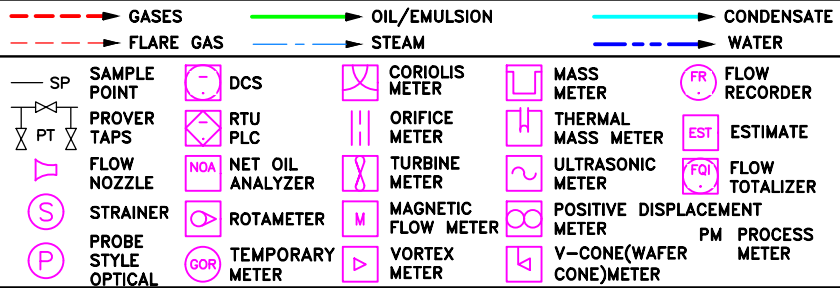 GASES
OIL/EMULSION
CONDENSATE
FLARE GAS
STEAM
WATER
SP
SAMPLE
POINT
DCS
CORIOLIS
METER
MASS
METER
FR
FLOW
RECORDER
PT
PROVER
TAPS
RTU
PLC
ORIFICE
METER
THERMAL
MASS METER
EST
ESTIMATE
FLOW
NOZZLE
NOA
NET OIL
ANALYZER
TURBINE
METER
ULTRASONIC
METER
FQI
FLOW
TOTALIZER
S
STRAINER
ROTAMETER
M
MAGNETIC
FLOW METER
POSITIVE DISPLACEMENT
METER
PM
PROCESS
METER
P
PROBE
STYLE
OPTICAL
GOR
TEMPORARY
METER
VORTEX
METER
V-CONE(WAFER
CONE)METER